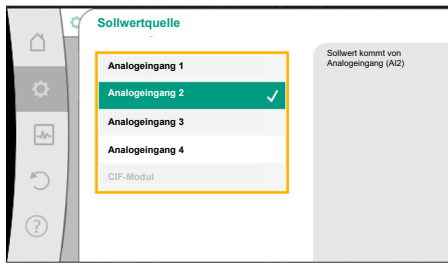 Sollwertquelle
Analogeingang 1
Analogeingang 2
Analogeingang 3
Analogeingang 4
CIF-Modul
Sollwert kommt von
Analogeingang (AI2)